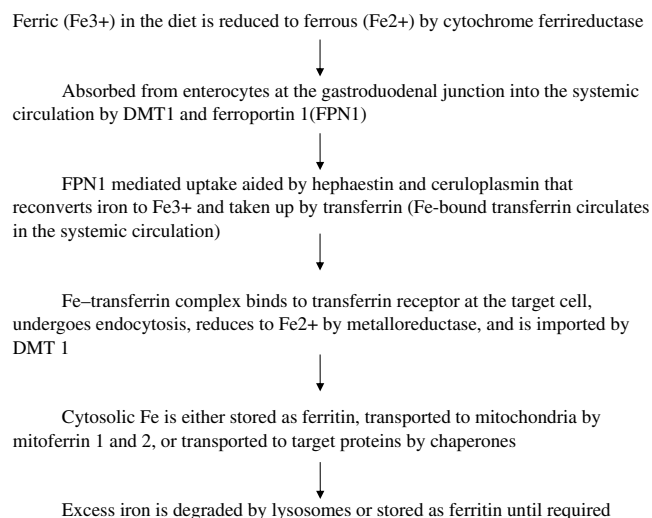 Ferric (Fe3+) in the diet is reduced to ferrous (Fe2+) by cytochrome ferrireductase
Absorbed from enterocytes at the gastroduodenal junction into the systemic
circulation by DMT1 and ferroportin 1(FPN1)
FPN1 mediated uptake aided by hephaestin and ceruloplasmin that
reconverts iron to Fe3+ and taken up by transferrin (Fe-bound transferrin circulates
in the systemic circulation)
Fe–transferrin complex binds to transferrin receptor at the target cell,
undergoes endocytosis, reduces to Fe2+ by metalloreductase, and is imported by
DMT 1
Cytosolic Fe is either stored as ferritin, transported to mitochondria by
mitoferrin 1 and 2, or transported to target proteins by chaperones
Excess iron is degraded by lysosomes or stored as ferritin until required